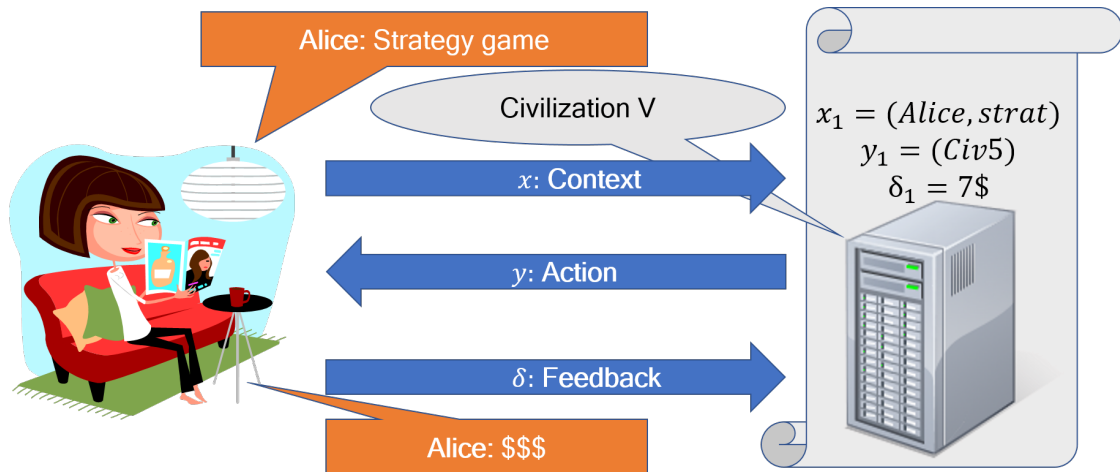 Alice: Strategy game
Civilization V
x₁ = (Alice, strat)
y₁ = (Civ5)
δ₁ = 7$
x: Context
y: Action
δ: Feedback
Alice: $$$